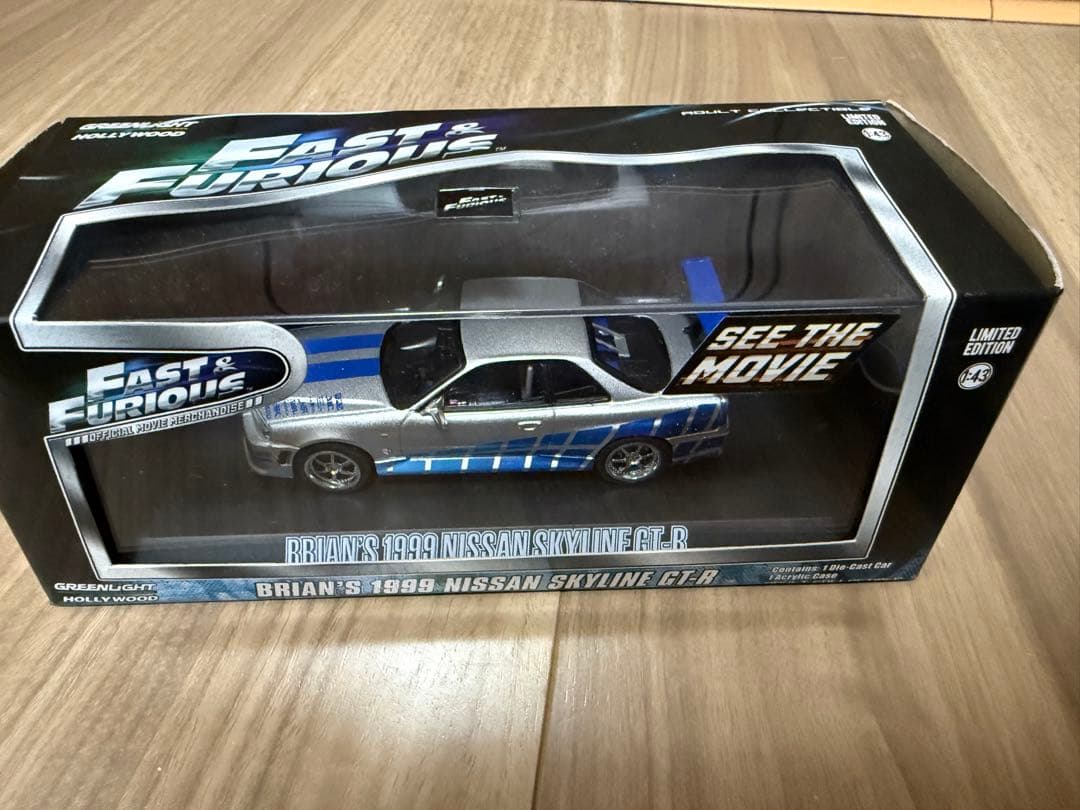 GREENLIGHT
HOLLYWOOD
FAST &
FURIOUS™
ADULT COLLECTIBLE
LIMITED
EDITION
1:43
FAST &
FURIOUS
SEE THE
MOVIE
FAST &
FURIOUS™
OFFICIAL MOVIE MERCHANDISE
LIMITED
EDITION
1:43
BRIAN'S 1999 NISSAN SKYLINE GT-R
GREENLIGHT
HOLLYWOOD
BRIAN'S 1999 NISSAN SKYLINE GT-R
Contains: 1 Die-Cast Car
1 Acrylic Case